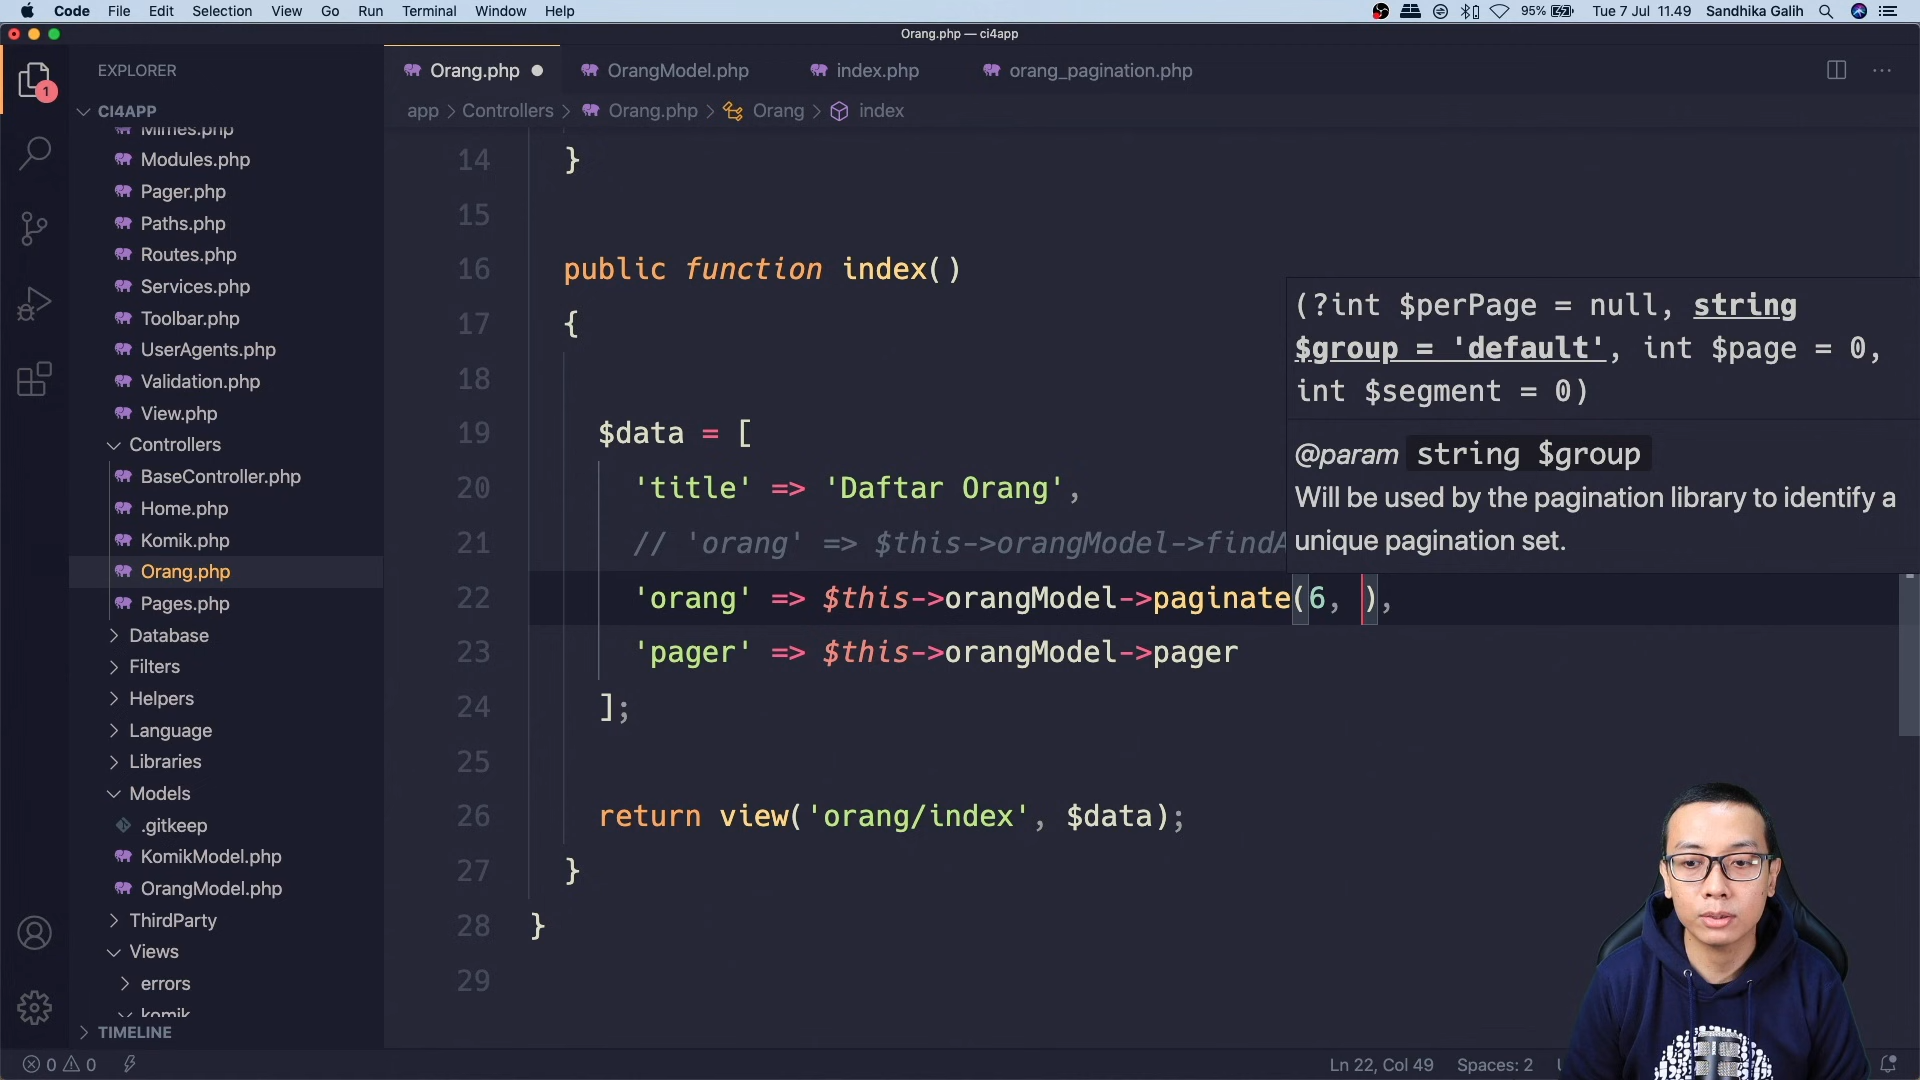 Code File Edit Selection View Go Run Terminal Window Help
95% Tue 7 Jul 11.49 Sandhika Galih
Orang.php — ci4app
EXPLORER
1
CI4APP
Mimes.php
Modules.php
Pager.php
Paths.php
Routes.php
Services.php
Toolbar.php
UserAgents.php
Validation.php
View.php
Controllers
BaseController.php
Home.php
Komik.php
Orang.php
Pages.php
Database
Filters
Helpers
Language
Libraries
Models
.gitkeep
KomikModel.php
OrangModel.php
ThirdParty
Views
errors
komik
TIMELINE
Orang.php OrangModel.php index.php orang_pagination.php
app > Controllers > Orang.php > Orang > index
14 }
15
16 public function index()
17 {
18
19 $data = [
20 'title' => 'Daftar Orang',
21 // 'orang' => $this->orangModel->find
22 'orang' => $this->orangModel->paginate(6, ),
23 'pager' => $this->orangModel->pager
24 ];
25
26 return view('orang/index', $data);
27 }
28 }
29
(?int $perPage = null, string
$group = 'default', int $page = 0,
int $segment = 0)
@param string $group
Will be used by the pagination library to identify a
unique pagination set.
0 0
Ln 22, Col 49 Spaces: 2